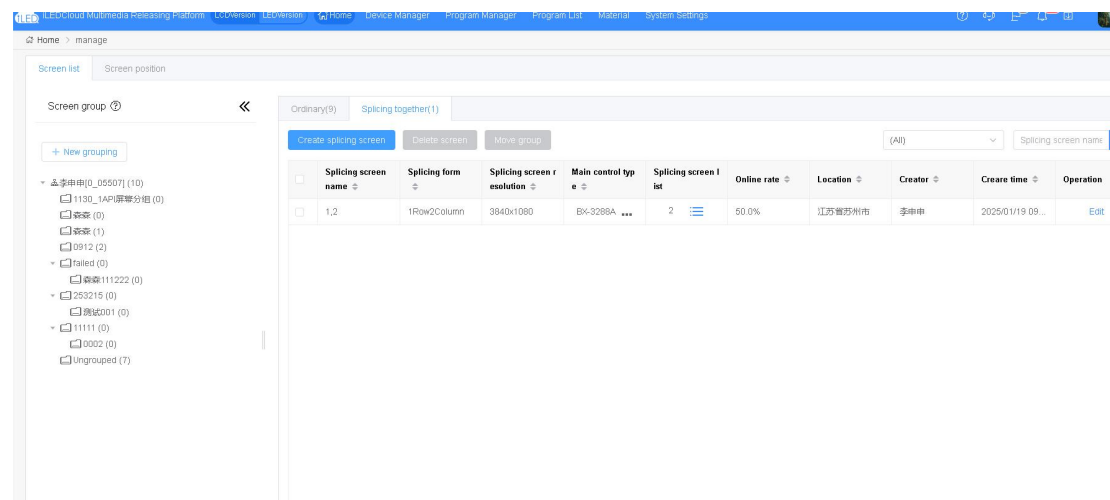 iLEDCloud Multimedia Releasing Platform LCDVersion LEDVersion Home Device Manager Program Manager Program List Material System Settings
Home > manage
Screen list Screen position
Screen group
Ordinary(9) Splicing together(1)
Create splicing screen Delete screen Move group (All) Splicing screen name
+ New grouping
Splicing screen name Splicing form Splicing screen resolution Main control type Splicing screen list Online rate Location Creator Creare time Operation
李申申[0_05507] (10)
1130_1API屏幕分组 (0)
1,2 1Row2Column 3840x1080 BX-3288A ... 2 50.0% 江苏省苏州市 李申申 2025/01/19 09... Edit
森森 (0)
森森 (1)
0912 (2)
failed (0)
森森111222 (0)
253215 (0)
测试001 (0)
11111 (0)
0002 (0)
Ungrouped (7)